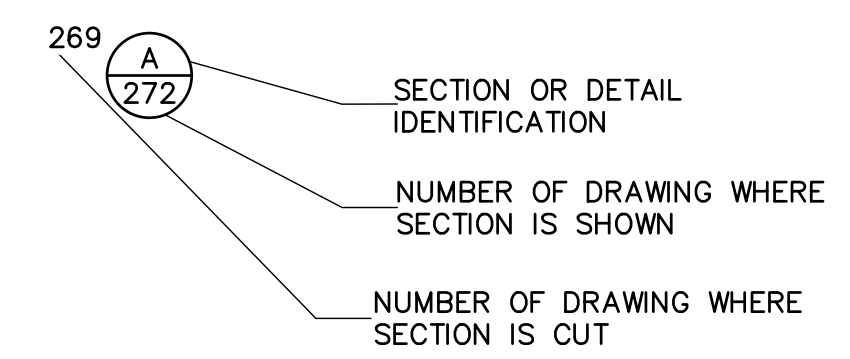 269
A
272
SECTION OR DETAIL
IDENTIFICATION
NUMBER OF DRAWING WHERE
SECTION IS SHOWN
NUMBER OF DRAWING WHERE
SECTION IS CUT